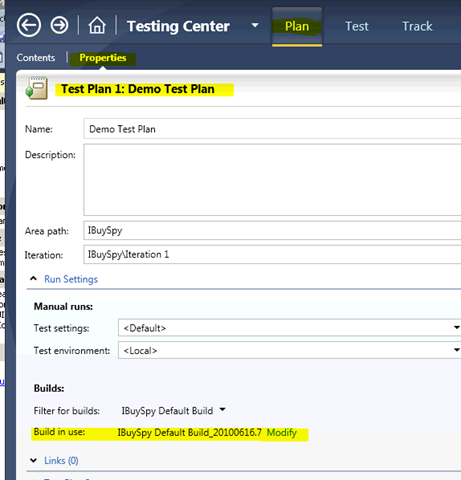 Testing Center Plan Test Track
Contents Properties
Test Plan 1: Demo Test Plan
Name: Demo Test Plan
Description:
Area path: IBuySpy
Iteration: IBuySpy\Iteration 1
Run Settings
Manual runs:
Test settings: <Default>
Test environment: <Local>
Builds:
Filter for builds: IBuySpy Default Build
Build in use: IBuySpy Default Build_20100616.7 Modify
Links (0)